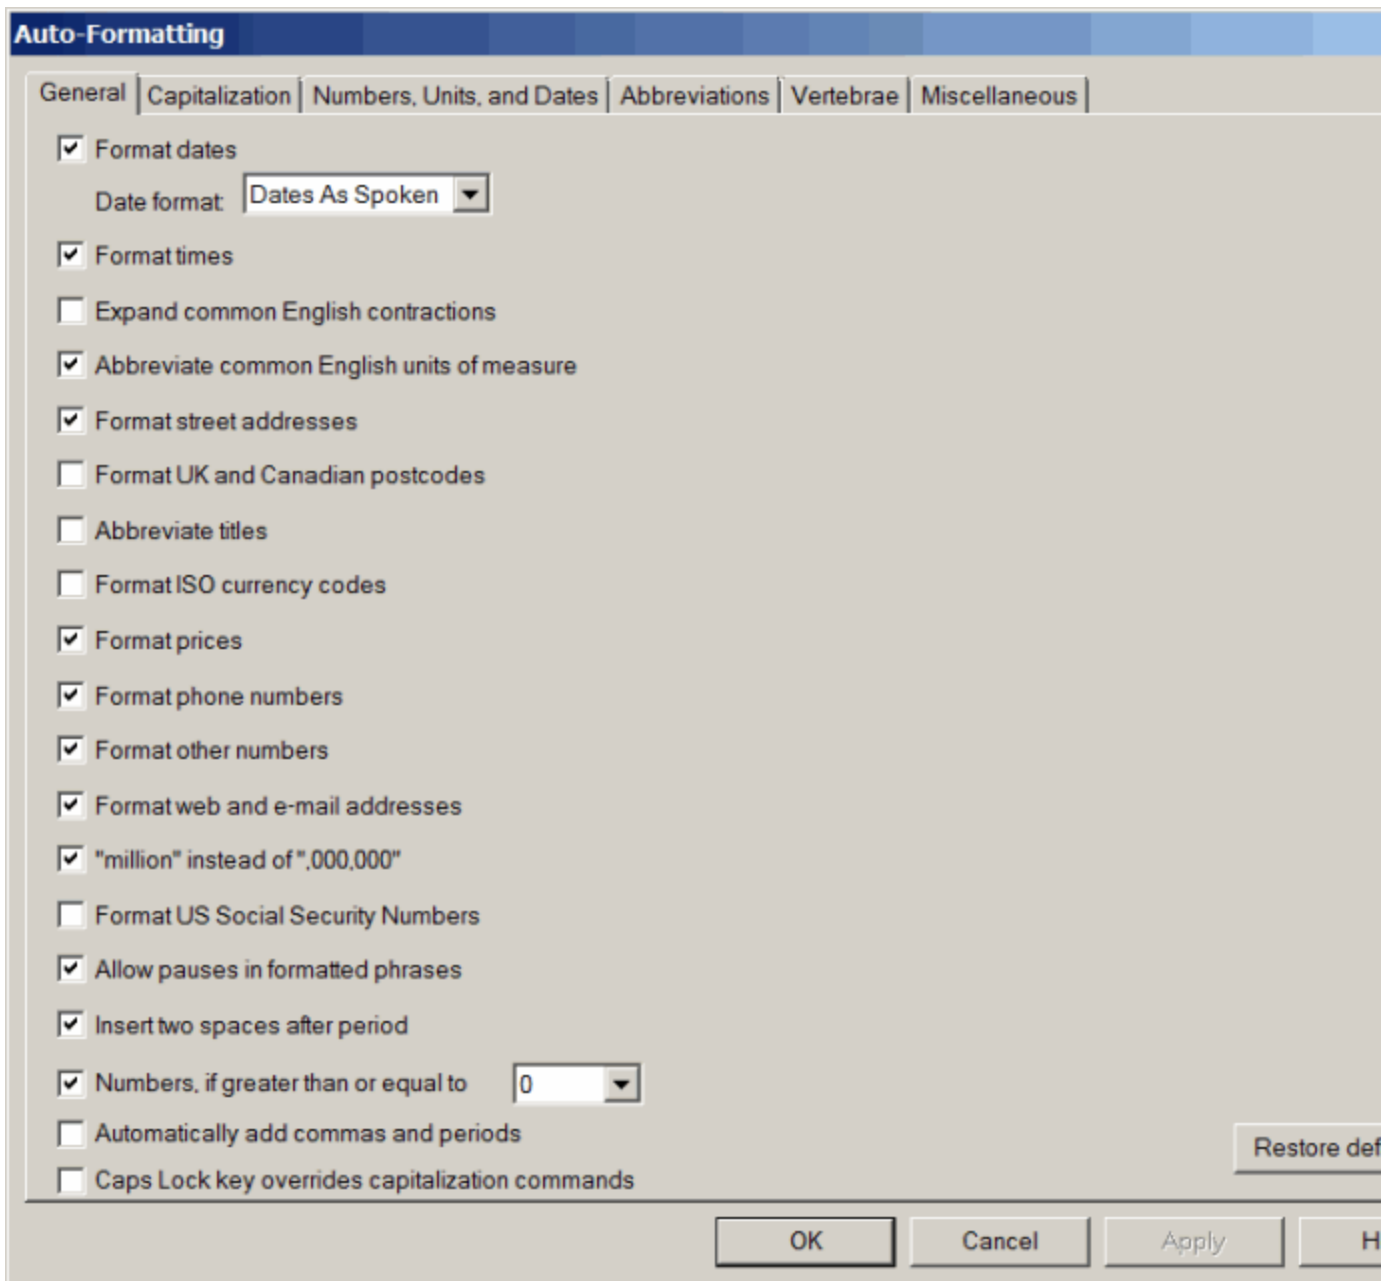 Auto-Formatting
General Capitalization Numbers, Units, and Dates Abbreviations Vertebrae Miscellaneous
Format dates
Date format: Dates As Spoken
Format times
Expand common English contractions
Abbreviate common English units of measure
Format street addresses
Format UK and Canadian postcodes
Abbreviate titles
Format ISO currency codes
Format prices
Format phone numbers
Format other numbers
Format web and e-mail addresses
"million" instead of ",000,000"
Format US Social Security Numbers
Allow pauses in formatted phrases
Insert two spaces after period
Numbers, if greater than or equal to 0
Automatically add commas and periods
Restore def
Caps Lock key overrides capitalization commands
OK Cancel Apply H